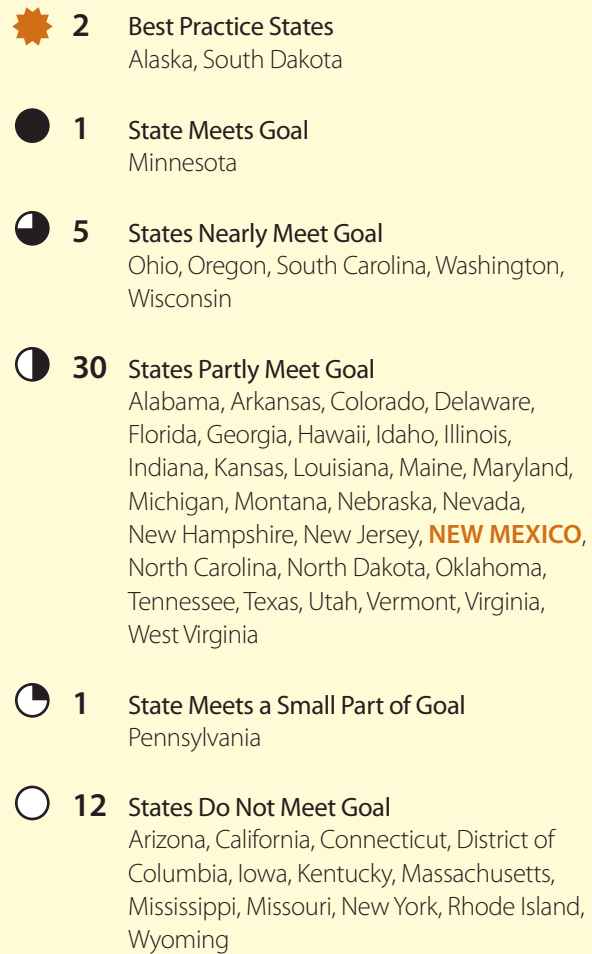 2 Best Practice States
Alaska, South Dakota
1 State Meets Goal
Minnesota
5 States Nearly Meet Goal
Ohio, Oregon, South Carolina, Washington,
Wisconsin
30 States Partly Meet Goal
Alabama, Arkansas, Colorado, Delaware,
Florida, Georgia, Hawaii, Idaho, Illinois,
Indiana, Kansas, Louisiana, Maine, Maryland,
Michigan, Montana, Nebraska, Nevada,
New Hampshire, New Jersey, NEW MEXICO,
North Carolina, North Dakota, Oklahoma,
Tennessee, Texas, Utah, Vermont, Virginia,
West Virginia
1 State Meets a Small Part of Goal
Pennsylvania
12 States Do Not Meet Goal
Arizona, California, Connecticut, District of
Columbia, Iowa, Kentucky, Massachusetts,
Mississippi, Missouri, New York, Rhode Island,
Wyoming